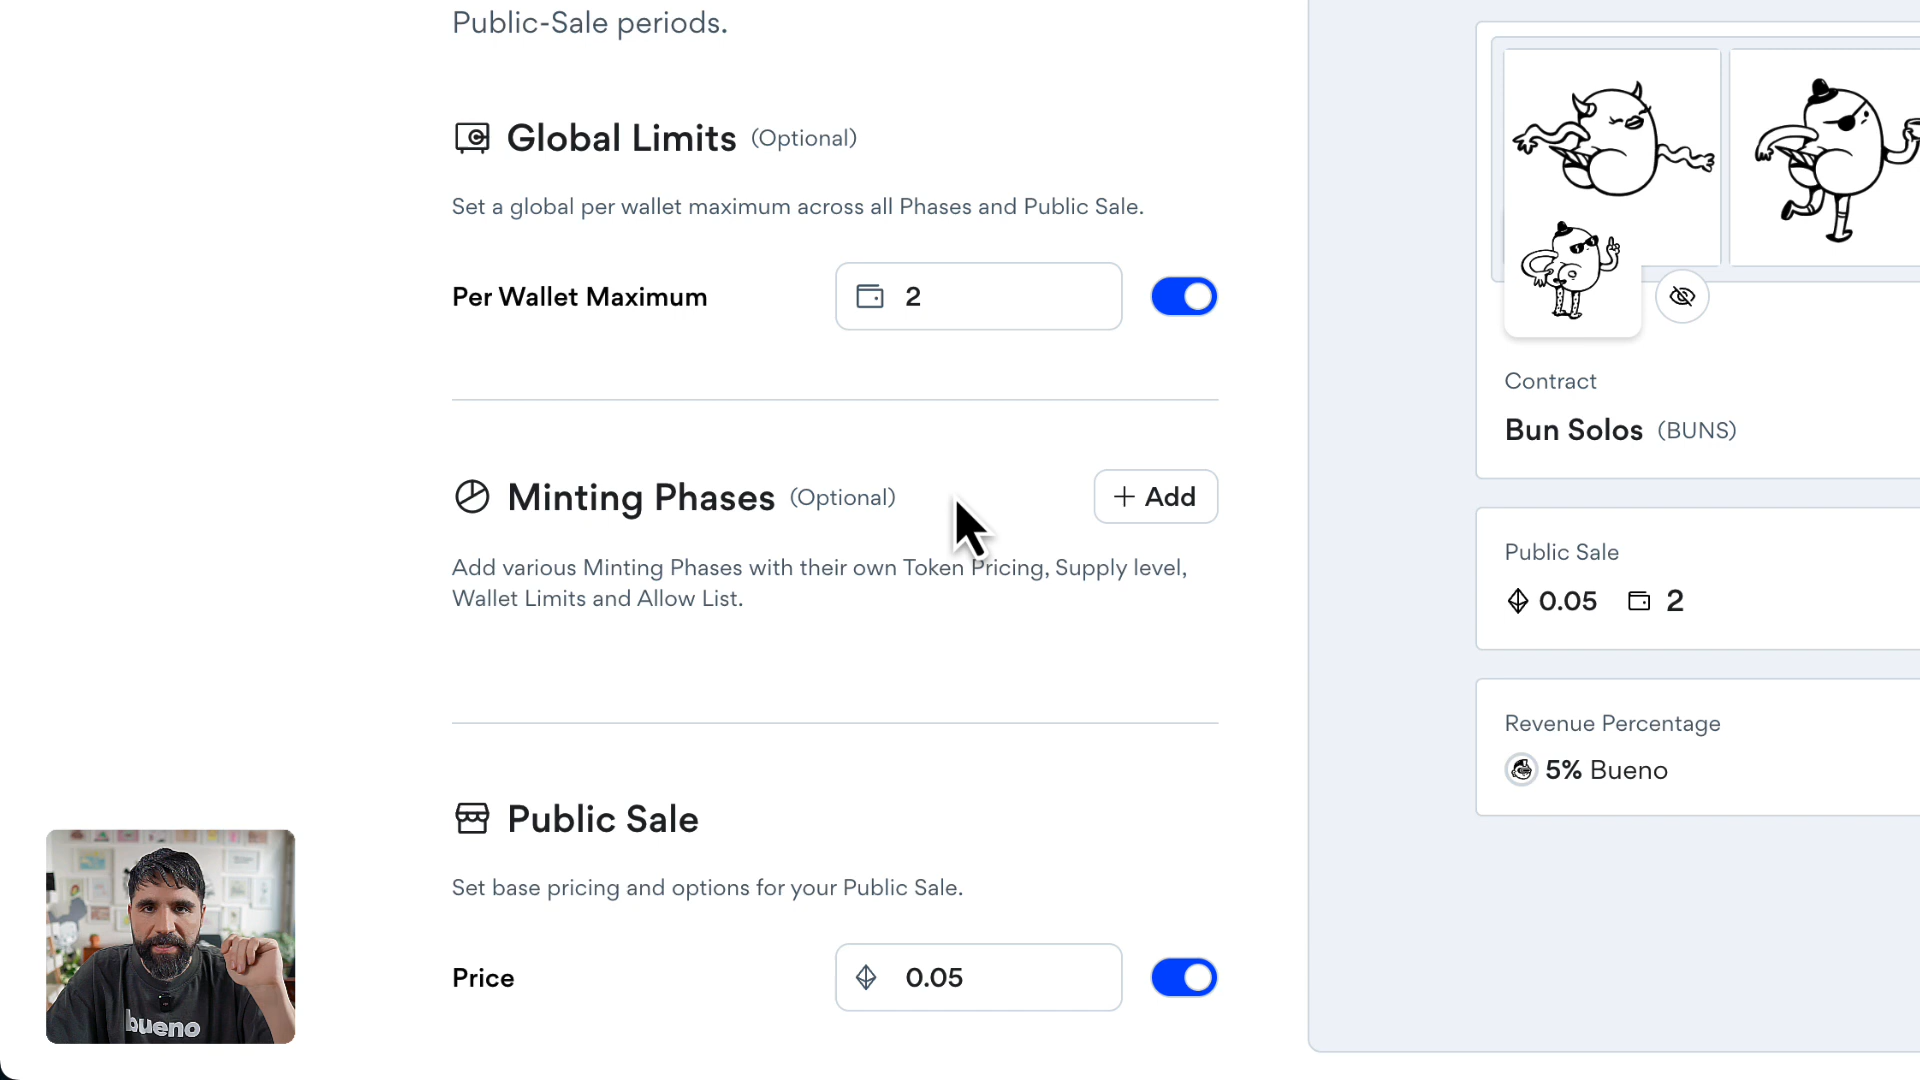 Public-Sale periods.
Global Limits (Optional)
Set a global per wallet maximum across all Phases and Public Sale.
Per Wallet Maximum
2
Minting Phases (Optional)
+ Add
Add various Minting Phases with their own Token Pricing, Supply level,
Wallet Limits and Allow List.
Public Sale
Set base pricing and options for your Public Sale.
Price
0.05
Contract
Bun Solos (BUNS)
Public Sale
0.05 2
Revenue Percentage
5% Bueno
bueno